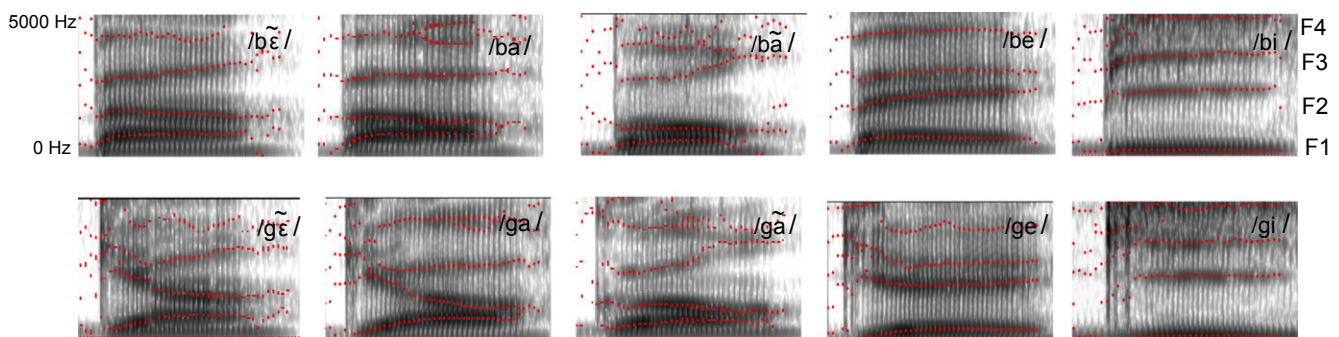 5000 Hz
0 Hz
/bɛ̃/
/ba/
/bã/
/be/
/bi/
F4
F3
F2
F1
/gɛ̃/
/ga/
/gã/
/ge/
/gi/